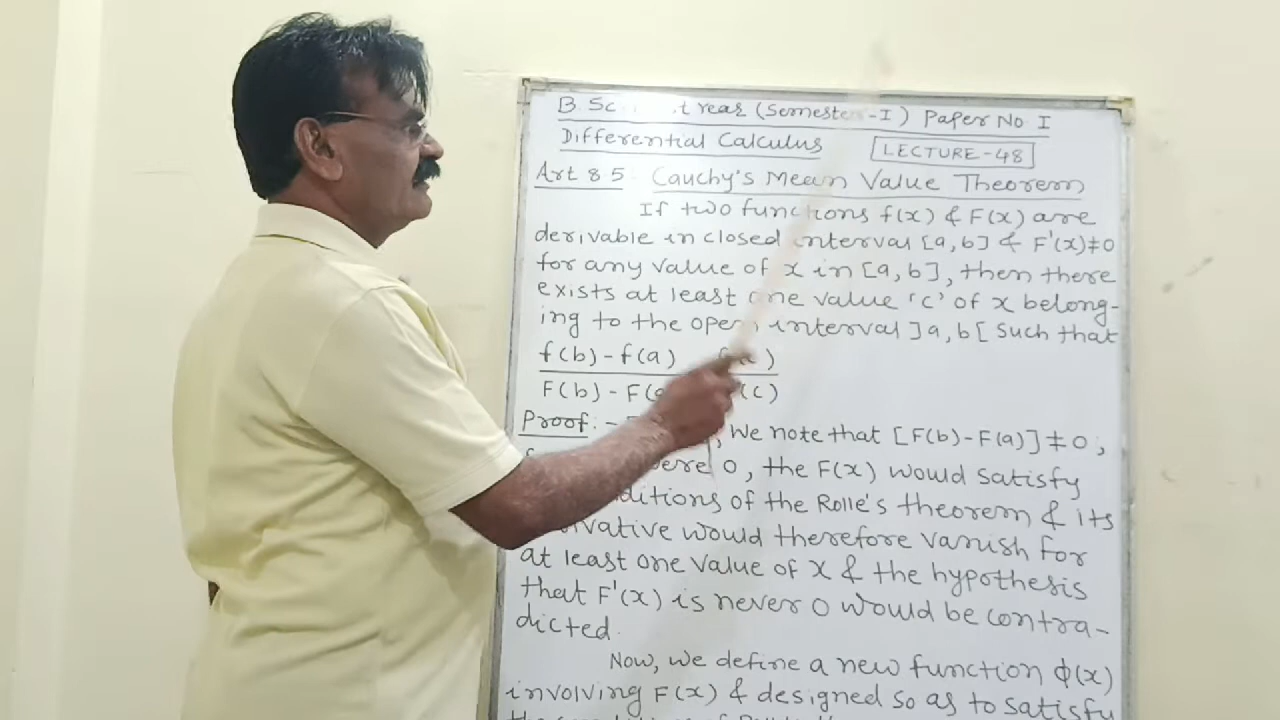 B.Sc. t Year (Semester-I) Paper No I
Differential Calculus LECTURE-48
Art 8.5 Cauchy's Mean Value Theorem
If two functions f(x) & F(x) are
derivable in closed interval [a,b] & F'(x)≠0
for any value of x in [a,b], then there
exists at least one value 'c' of x belong-
ing to the open interval ]a,b[ Such that
f(b)-f(a)
F(b)-F( (c)
Proof:- We note that [F(b)-F(a)]≠0,
were 0, the F(x) would satisfy
ditions of the Rolle's theorem & its
vative would therefore vanish for
at least one value of x & the hypothesis
that F'(x) is never 0 would be contra-
dicted.
Now, we define a new function ϕ(x)
involving F(x) & designed so as to satisfy